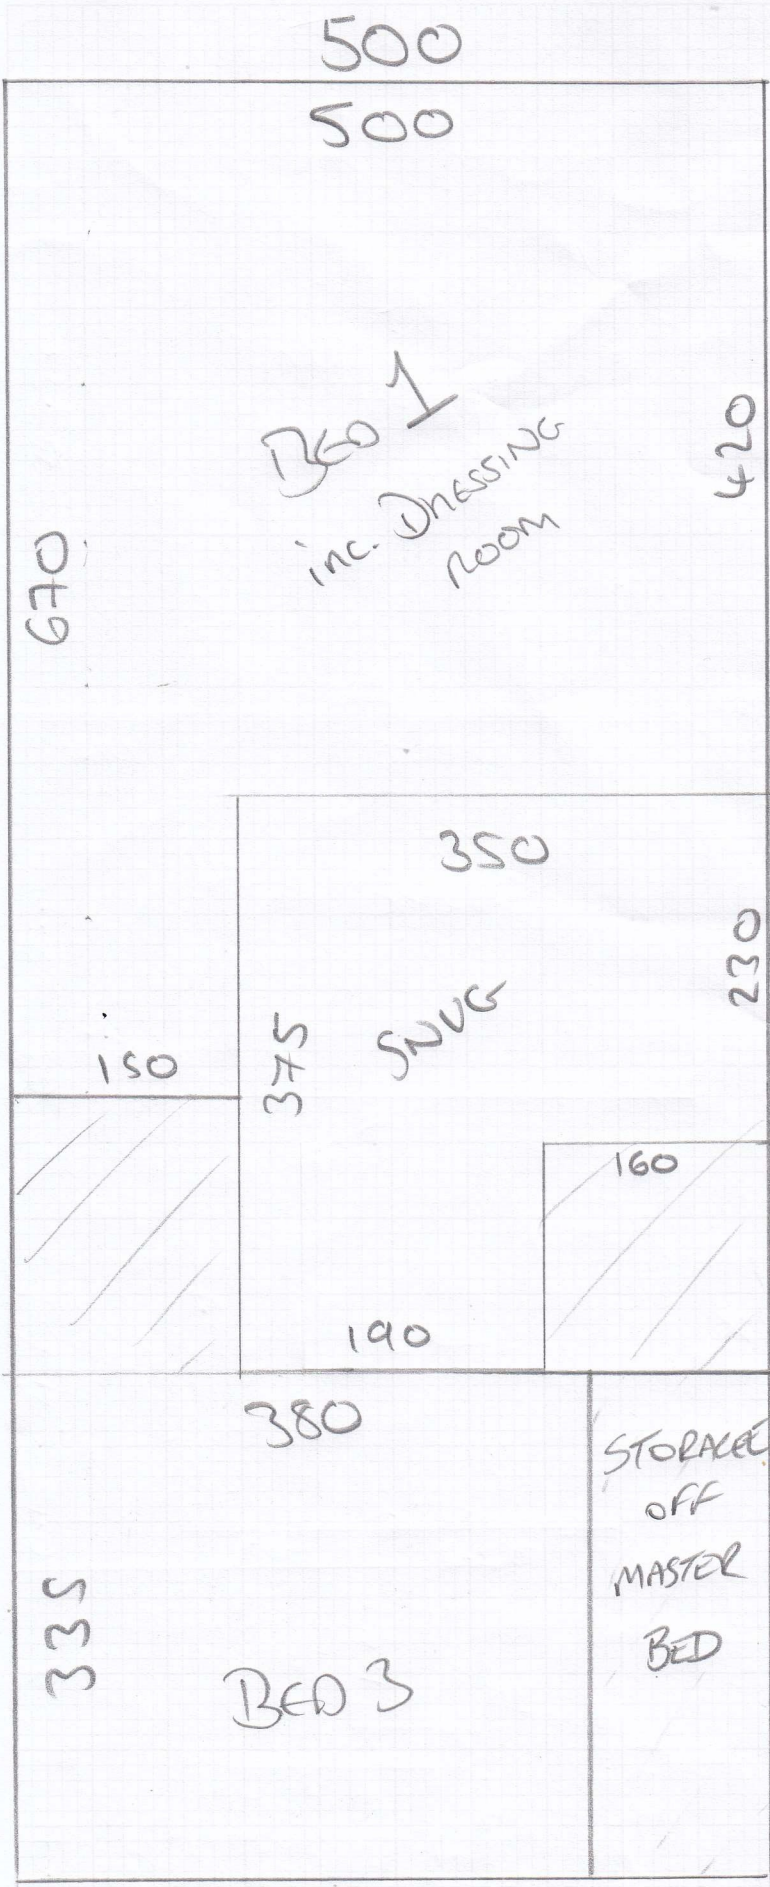 500
500
BED 1
inc. DRESSING
ROOM
420
670
350
230
SNUG
375
150
160
190
380
STORAGEE
OFF
MASTER
BED
335
BED 3